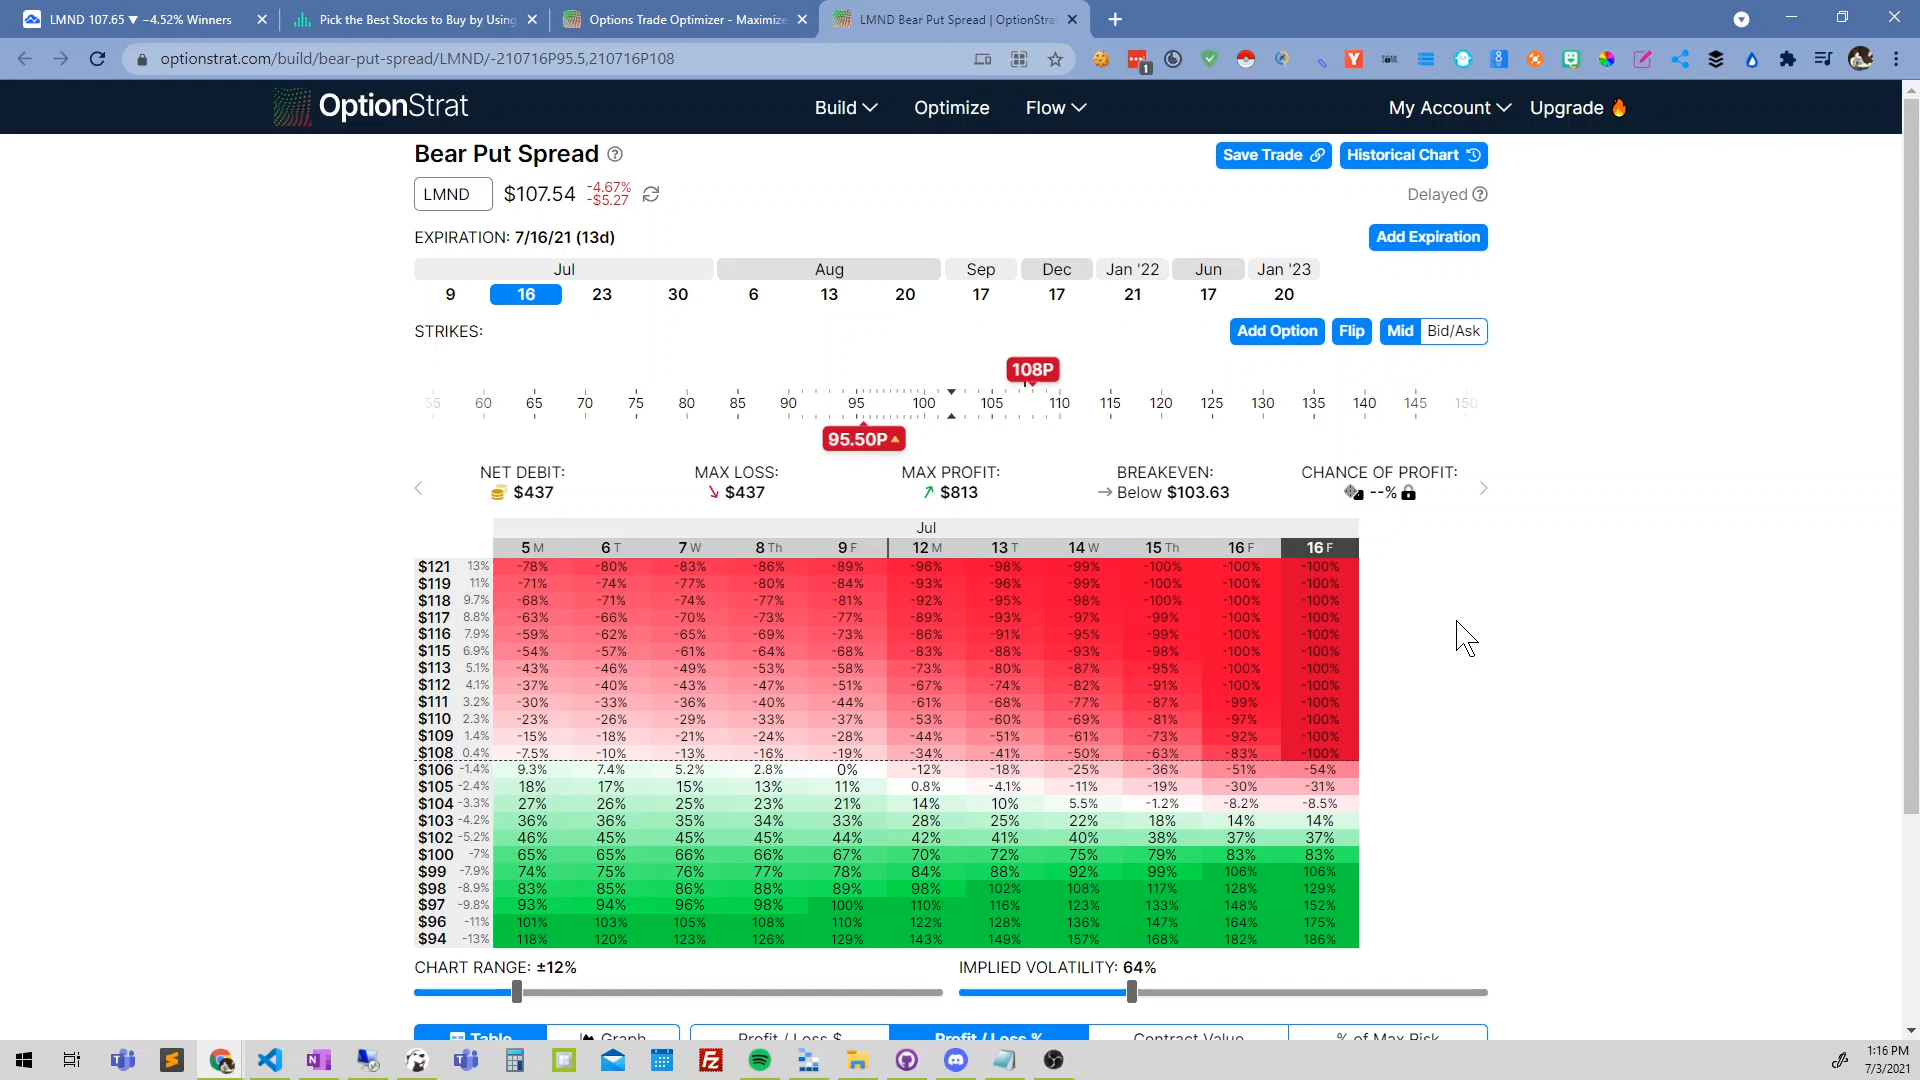 LMND 107.65 ▼ −4.52% Winners
Pick the Best Stocks to Buy by Using
Options Trade Optimizer - Maximize
LMND Bear Put Spread | OptionStrat
optionstrat.com/build/bear-put-spread/LMND/-210716P95.5,210716P108
OptionStrat
Build
Optimize
Flow
My Account
Upgrade
Bear Put Spread
Save Trade
Historical Chart
LMND
$107.54
-4.67%
-$5.27
Delayed
EXPIRATION: 7/16/21 (13d)
Add Expiration
Jul Aug Sep Dec Jan '22 Jun Jan '23
9 16 23 30 6 13 20 17 17 21 17 20
STRIKES:
Add Option
Flip
Mid
Bid/Ask
108P
55 60 65 70 75 80 85 90 95 100 105 110 115 120 125 130 135 140 145 150
95.50P
NET DEBIT: MAX LOSS: MAX PROFIT: BREAKEVEN: CHANCE OF PROFIT:
$437 $437 $813 Below $103.63 --%
Jul
5 M 6 T 7 W 8 Th 9 F 12 M 13 T 14 W 15 Th 16 F 16 F
$121 13% -78% -80% -83% -86% -89% -96% -98% -99% -100% -100% -100%
$119 11% -71% -74% -77% -80% -84% -93% -96% -99% -100% -100% -100%
$118 9.7% -68% -71% -74% -77% -81% -92% -95% -98% -100% -100% -100%
$117 8.8% -63% -66% -70% -73% -77% -89% -93% -97% -99% -100% -100%
$116 7.9% -59% -62% -65% -69% -73% -86% -91% -95% -99% -100% -100%
$115 6.9% -54% -57% -61% -64% -68% -83% -88% -93% -98% -100% -100%
$113 5.1% -43% -46% -49% -53% -58% -73% -80% -87% -95% -100% -100%
$112 4.1% -37% -40% -43% -47% -51% -67% -74% -82% -91% -100% -100%
$111 3.2% -30% -33% -36% -40% -44% -61% -68% -77% -87% -99% -100%
$110 2.3% -23% -26% -29% -33% -37% -53% -60% -69% -81% -97% -100%
$109 1.4% -15% -18% -21% -24% -28% -44% -51% -61% -73% -92% -100%
$108 0.4% -7.5% -10% -13% -16% -19% -34% -41% -50% -63% -83% -100%
$106 -1.4% 9.3% 7.4% 5.2% 2.8% 0% -12% -18% -25% -36% -51% -54%
$105 -2.4% 18% 17% 15% 13% 11% 0.8% -4.1% -11% -19% -30% -31%
$104 -3.3% 27% 26% 25% 23% 21% 14% 10% 5.5% -1.2% -8.2% -8.5%
$103 -4.2% 36% 36% 35% 34% 33% 28% 25% 22% 18% 14% 14%
$102 -5.2% 46% 45% 45% 45% 44% 42% 41% 40% 38% 37% 37%
$100 -7% 65% 65% 66% 66% 67% 70% 72% 75% 79% 83% 83%
$99 -7.9% 74% 75% 76% 77% 78% 84% 88% 92% 99% 106% 106%
$98 -8.9% 83% 85% 86% 88% 89% 98% 102% 108% 117% 128% 129%
$97 -9.8% 93% 94% 96% 98% 100% 110% 116% 123% 133% 148% 152%
$96 -11% 101% 103% 105% 108% 110% 122% 128% 136% 147% 164% 175%
$94 -13% 118% 120% 123% 126% 129% 143% 149% 157% 168% 182% 186%
CHART RANGE: ±12%
IMPLIED VOLATILITY: 64%
Table
Graph
Profit / Loss $
Profit / Loss %
Contract Value
% of Max Risk
1:16 PM
7/3/2021